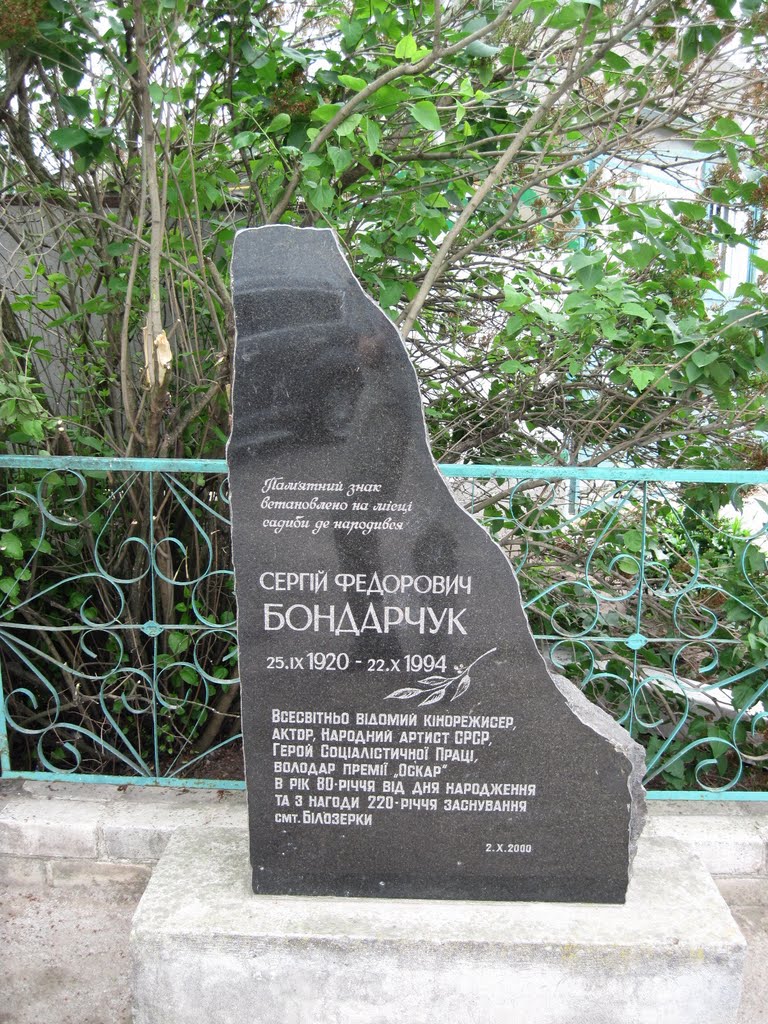 Пам'ятний знак
встановлено на місці
садиби де народився
СЕРГІЙ ФЕДОРОВИЧ
БОНДАРЧУК
25.IX 1920 - 22.X 1994
Всесвітньо відомий кінорежисер,
актор, Народний артист СРСР,
Герой Соціалістичної Праці,
володар премії „Оскар"
в рік 80-річчя від дня народження
та з нагоди 220-річчя заснування
смт. Біл'озерки
2.X.2000